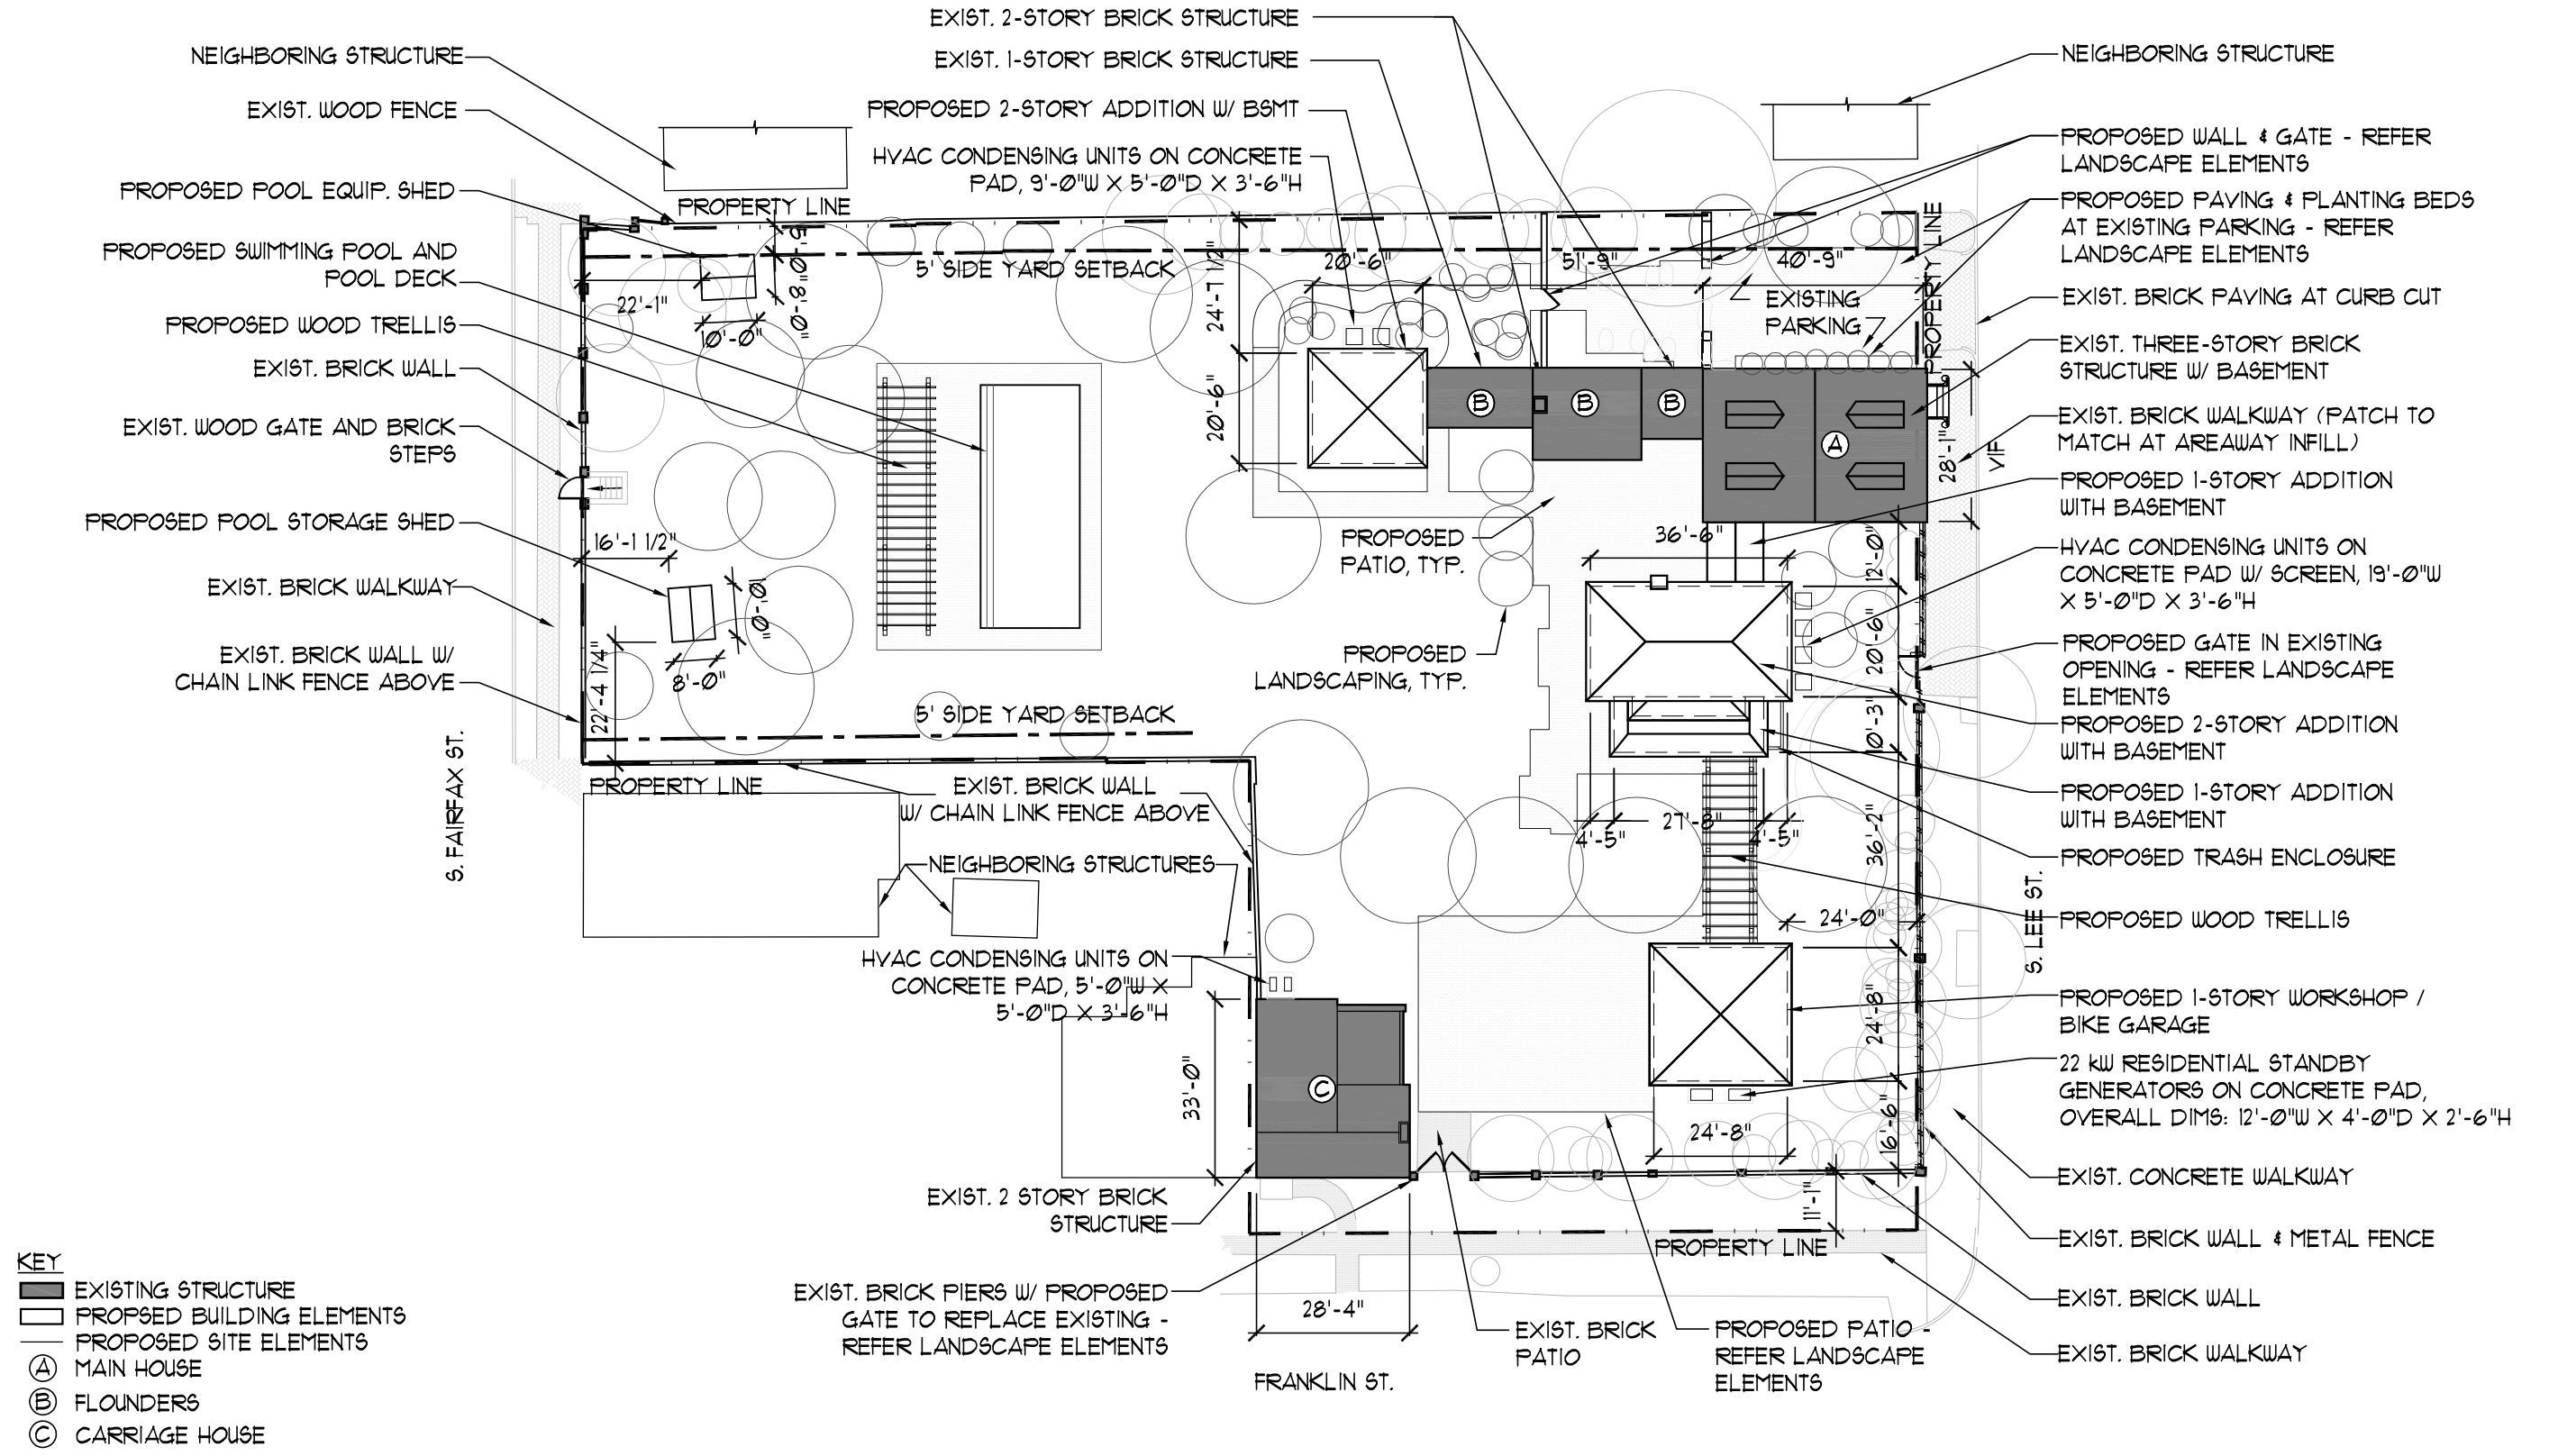 EXIST. 2-STORY BRICK STRUCTURE
EXIST. 1-STORY BRICK STRUCTURE
PROPOSED 2-STORY ADDITION W/ BSMT
HVAC CONDENSING UNITS ON CONCRETE
PAD, 9'-0"W X 5'-0"D X 3'-6"H
NEIGHBORING STRUCTURE
EXIST. WOOD FENCE
PROPOSED POOL EQUIP. SHED
PROPOSED SWIMMING POOL AND
POOL DECK
PROPOSED WOOD TRELLIS
EXIST. BRICK WALL
EXIST. WOOD GATE AND BRICK
STEPS
PROPOSED POOL STORAGE SHED
EXIST. BRICK WALKWAY
EXIST. BRICK WALL W/
CHAIN LINK FENCE ABOVE
S. FAIRFAX ST.
PROPERTY LINE
5' SIDE YARD SETBACK
22'-1"
10'-0"
8'-0"
16'-1 1/2"
10'-0"
8'-0"
22'-4 1/4"
5' SIDE YARD SETBACK
PROPERTY LINE
EXIST. BRICK WALL
W/ CHAIN LINK FENCE ABOVE
NEIGHBORING STRUCTURES
HVAC CONDENSING UNITS ON
CONCRETE PAD, 5'-0"W X
5'-0"D X 3'-6"H
33'-0"
C
EXIST. 2 STORY BRICK
STRUCTURE
EXIST. BRICK PIERS W/ PROPOSED
GATE TO REPLACE EXISTING -
REFER LANDSCAPE ELEMENTS
28'-4"
FRANKLIN ST.
EXIST. BRICK
PATIO
PROPOSED PATIO -
REFER LANDSCAPE
ELEMENTS
PROPERTY LINE
24'-7 1/2"
20'-6"
20'-6"
51'-9"
40'-9"
EXISTING
PARKING
PROPERTY LINE
B
B
B
A
28'-1"
VIF
PROPOSED
PATIO, TYP.
PROPOSED
LANDSCAPING, TYP.
36'-6"
12'-0"
20'-6"
10'-3"
4'-5"
27'-8"
4'-5"
36'-2"
24'-0"
24'-8"
24'-8"
16'-6"
11'-1"
S. LEE ST.
NEIGHBORING STRUCTURE
PROPOSED WALL & GATE - REFER
LANDSCAPE ELEMENTS
PROPOSED PAVING & PLANTING BEDS
AT EXISTING PARKING - REFER
LANDSCAPE ELEMENTS
EXIST. BRICK PAVING AT CURB CUT
EXIST. THREE-STORY BRICK
STRUCTURE W/ BASEMENT
EXIST. BRICK WALKWAY (PATCH TO
MATCH AT AREAWAY INFILL)
PROPOSED 1-STORY ADDITION
WITH BASEMENT
HVAC CONDENSING UNITS ON
CONCRETE PAD W/ SCREEN, 19'-0"W
X 5'-0"D X 3'-6"H
PROPOSED GATE IN EXISTING
OPENING - REFER LANDSCAPE
ELEMENTS
PROPOSED 2-STORY ADDITION
WITH BASEMENT
PROPOSED 1-STORY ADDITION
WITH BASEMENT
PROPOSED TRASH ENCLOSURE
PROPOSED WOOD TRELLIS
PROPOSED 1-STORY WORKSHOP /
BIKE GARAGE
22 kW RESIDENTIAL STANDBY
GENERATORS ON CONCRETE PAD,
OVERALL DIMS: 12'-0"W X 4'-0"D X 2'-6"H
EXIST. CONCRETE WALKWAY
EXIST. BRICK WALL & METAL FENCE
EXIST. BRICK WALL
EXIST. BRICK WALKWAY
KEY
EXISTING STRUCTURE
PROPSED BUILDING ELEMENTS
PROPOSED SITE ELEMENTS
A MAIN HOUSE
B FLOUNDERS
C CARRIAGE HOUSE